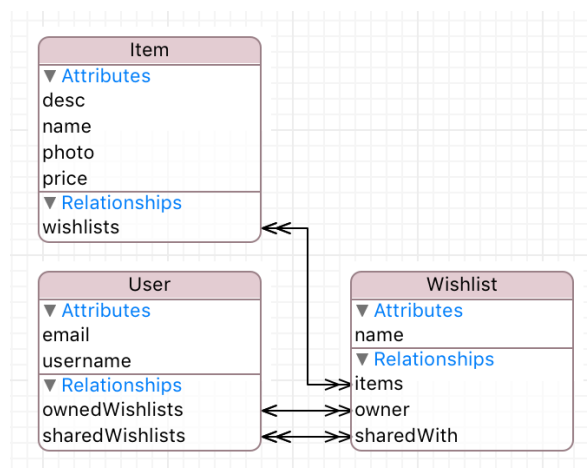 Item
▼ Attributes
desc
name
photo
price
▼ Relationships
wishlists
User
▼ Attributes
email
username
▼ Relationships
ownedWishlists
sharedWishlists
Wishlist
▼ Attributes
name
▼ Relationships
items
owner
sharedWith